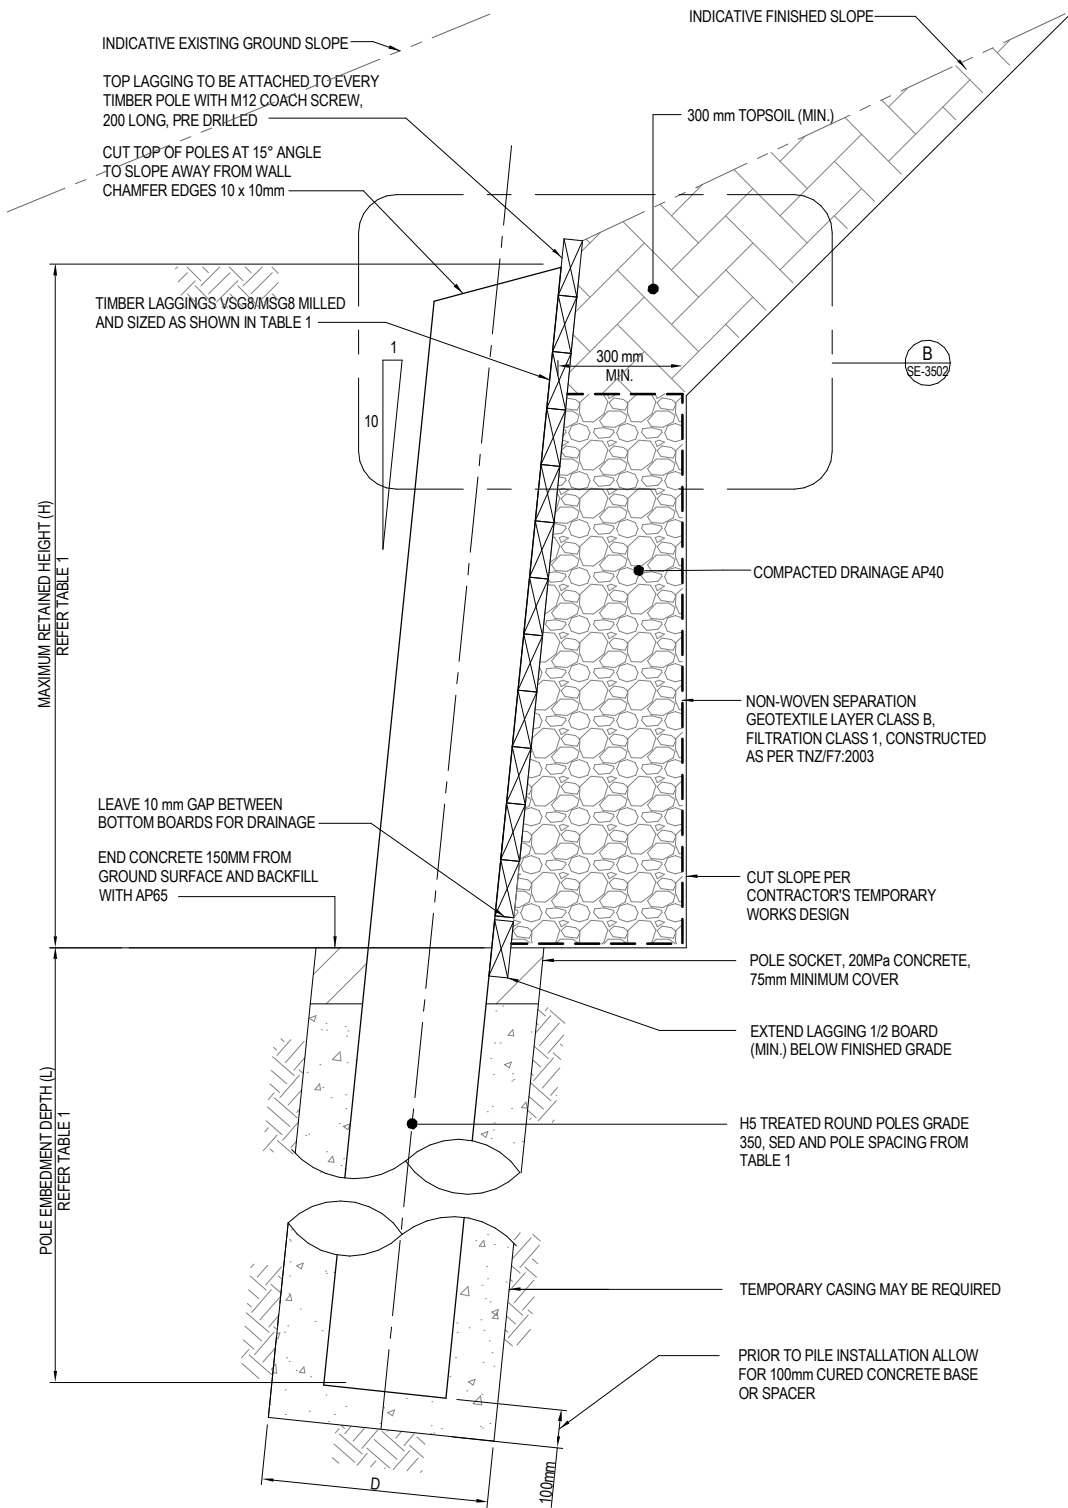 INDICATIVE FINISHED SLOPE
INDICATIVE EXISTING GROUND SLOPE
TOP LAGGING TO BE ATTACHED TO EVERY
TIMBER POLE WITH M12 COACH SCREW,
200 LONG, PRE DRILLED
300 mm TOPSOIL (MIN.)
CUT TOP OF POLES AT 15° ANGLE
TO SLOPE AWAY FROM WALL
CHAMFER EDGES 10 x 10mm
TIMBER LAGGINGS VSG8/MSG8 MILLED
AND SIZED AS SHOWN IN TABLE 1
1
10
300 mm
MIN.
B
SE-3502
MAXIMUM RETAINED HEIGHT (H)
REFER TABLE 1
COMPACTED DRAINAGE AP40
NON-WOVEN SEPARATION
GEOTEXTILE LAYER CLASS B,
FILTRATION CLASS 1, CONSTRUCTED
AS PER TNZ/F7:2003
LEAVE 10 mm GAP BETWEEN
BOTTOM BOARDS FOR DRAINAGE
END CONCRETE 150MM FROM
GROUND SURFACE AND BACKFILL
WITH AP65
CUT SLOPE PER
CONTRACTOR'S TEMPORARY
WORKS DESIGN
POLE SOCKET, 20MPa CONCRETE,
75mm MINIMUM COVER
EXTEND LAGGING 1/2 BOARD
(MIN.) BELOW FINISHED GRADE
POLE EMBEDMENT DEPTH (L)
REFER TABLE 1
H5 TREATED ROUND POLES GRADE
350, SED AND POLE SPACING FROM
TABLE 1
TEMPORARY CASING MAY BE REQUIRED
PRIOR TO PILE INSTALLATION ALLOW
FOR 100mm CURED CONCRETE BASE
OR SPACER
D
100mm